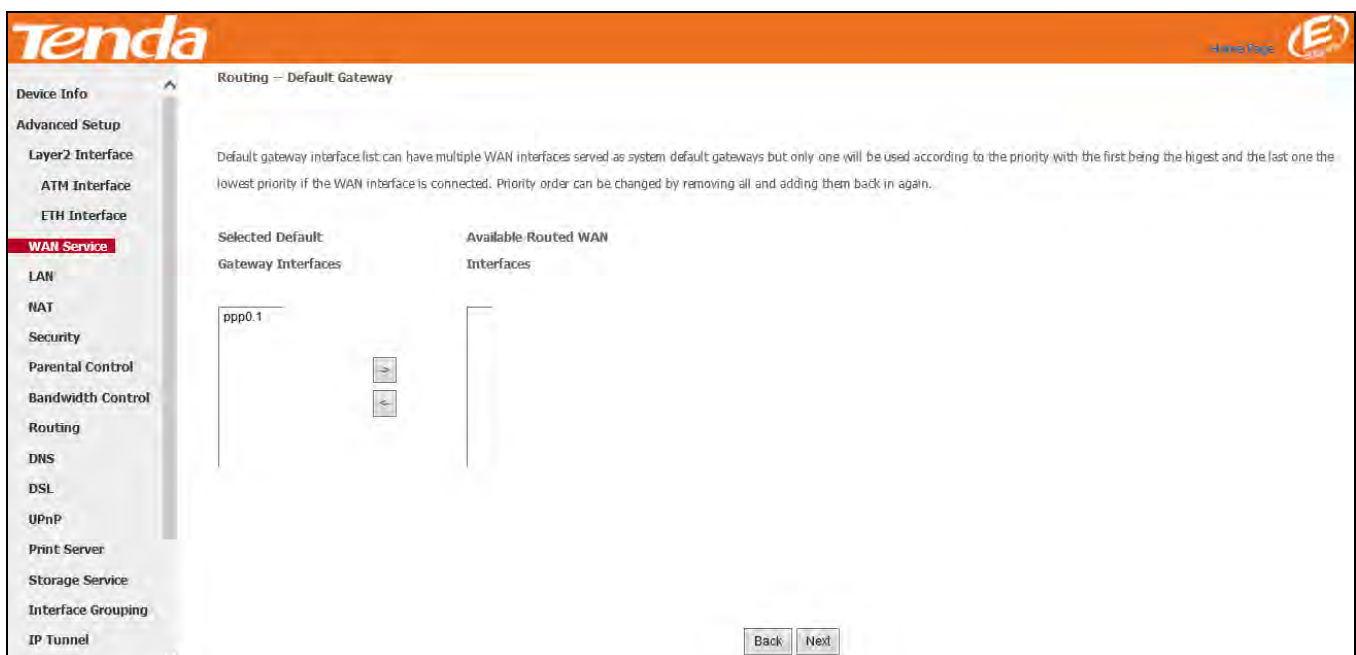 Tenda
Home Page
Device Info
Advanced Setup
Layer2 Interface
ATM Interface
ETH Interface
WAN Service
LAN
NAT
Security
Parental Control
Bandwidth Control
Routing
DNS
DSL
UPnP
Print Server
Storage Service
Interface Grouping
IP Tunnel
Routing -- Default Gateway
Default gateway interface list can have multiple WAN interfaces served as system default gateways but only one will be used according to the priority with the first being the higest and the last one the
lowest priority if the WAN interface is connected. Priority order can be changed by removing all and adding them back in again.
Selected Default
Gateway Interfaces
Available Routed WAN
Interfaces
ppp0.1
->
<-
Back Next